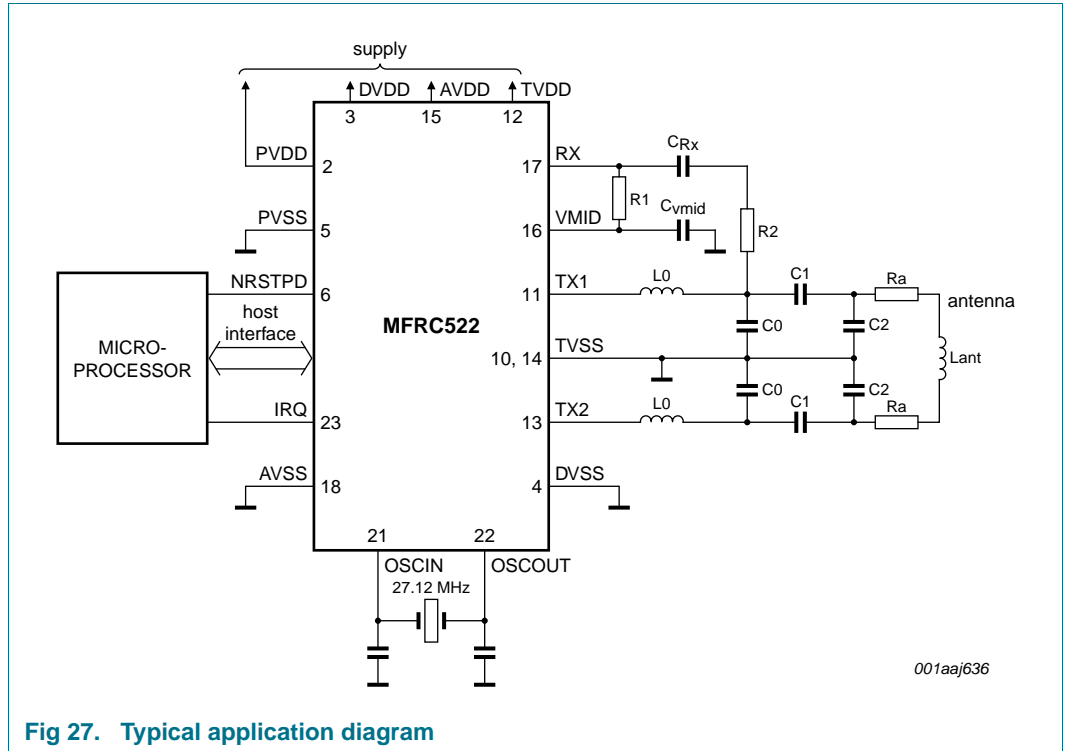 supply
DVDD AVDD TVDD
3 15 12
PVDD 2
17 RX
CRx
R1
PVSS 5
16 VMID
Cvmid
R2
NRSTPD 6
11 TX1
L0
C1
Ra
antenna
host
interface
MFRC522
C0
C2
MICRO-
PROCESSOR
10, 14 TVSS
Lant
C0
C2
IRQ 23
13 TX2
L0
C1
Ra
AVSS 18
4 DVSS
21 22
OSCIN OSCOUT
27.12 MHz
001aaj636
Fig 27. Typical application diagram